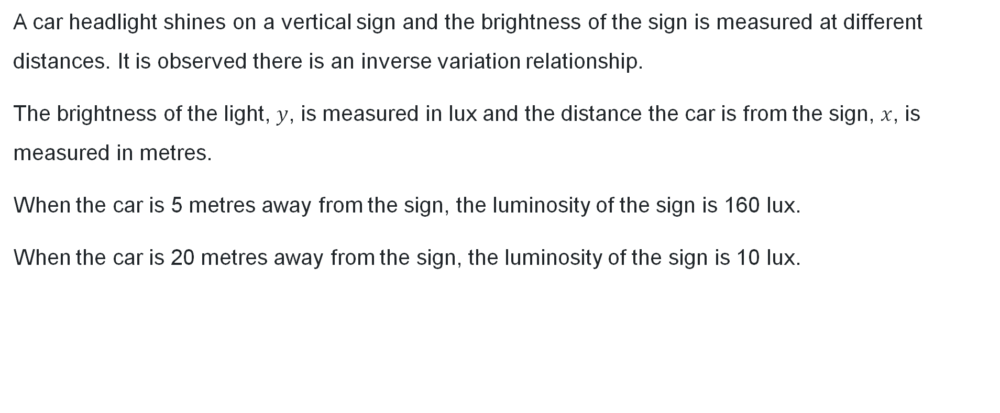 A car headlight shines on a vertical sign and the brightness of the sign is measured at different
distances. It is observed there is an inverse variation relationship.
The brightness of the light, y, is measured in lux and the distance the car is from the sign, x, is
measured in metres.
When the car is 5 metres away from the sign, the luminosity of the sign is 160 lux.
When the car is 20 metres away from the sign, the luminosity of the sign is 10 lux.